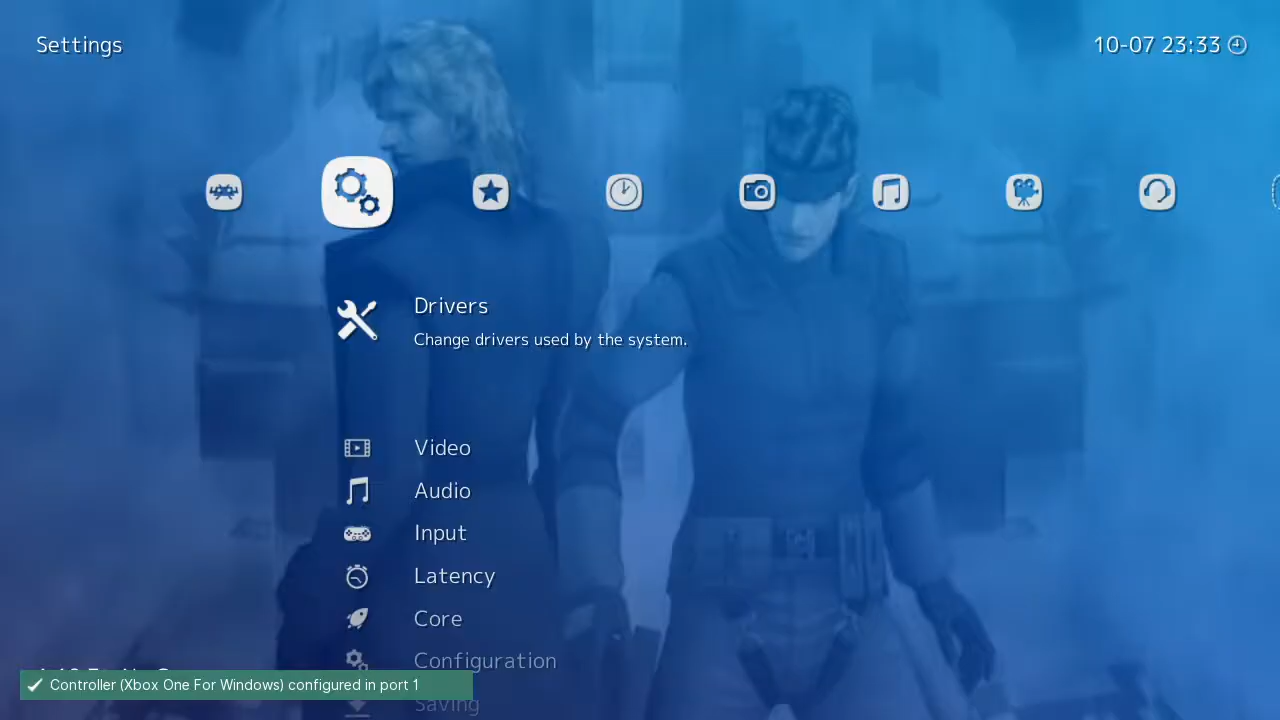 Settings
10-07 23:33
Drivers
Change drivers used by the system.
Video
Audio
Input
Latency
Core
Configuration
Saving
Controller (Xbox One For Windows) configured in port 1